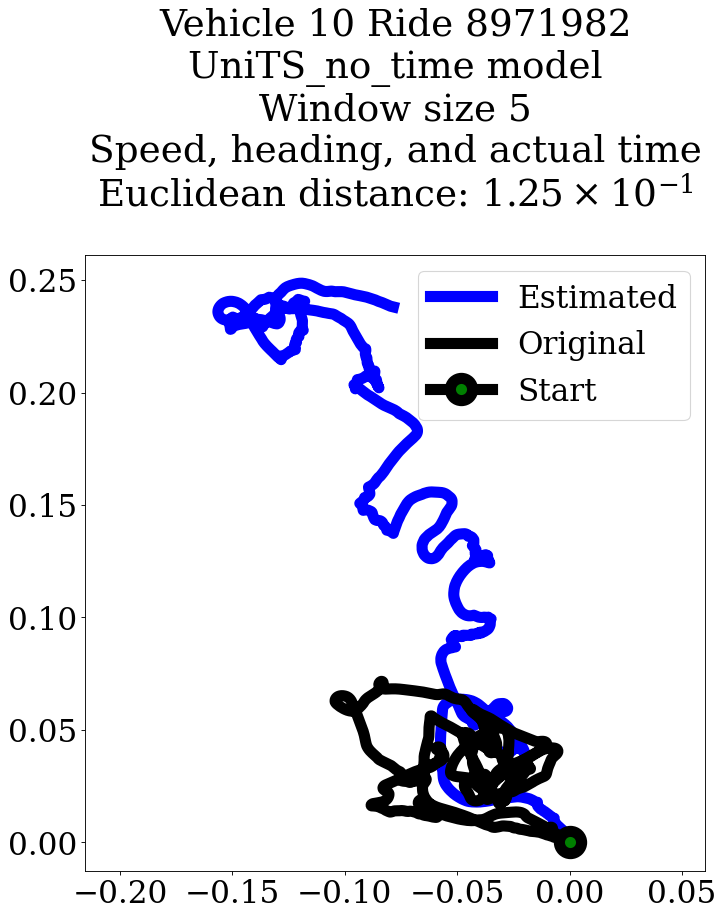 Vehicle 10 Ride 8971982
UniTS_no_time model
Window size 5
Speed, heading, and actual time
Euclidean distance: 1.25 × 10⁻¹
Estimated
Original
Start
0.25
0.20
0.15
0.10
0.05
0.00
−0.20 −0.15 −0.10 −0.05 0.00 0.05